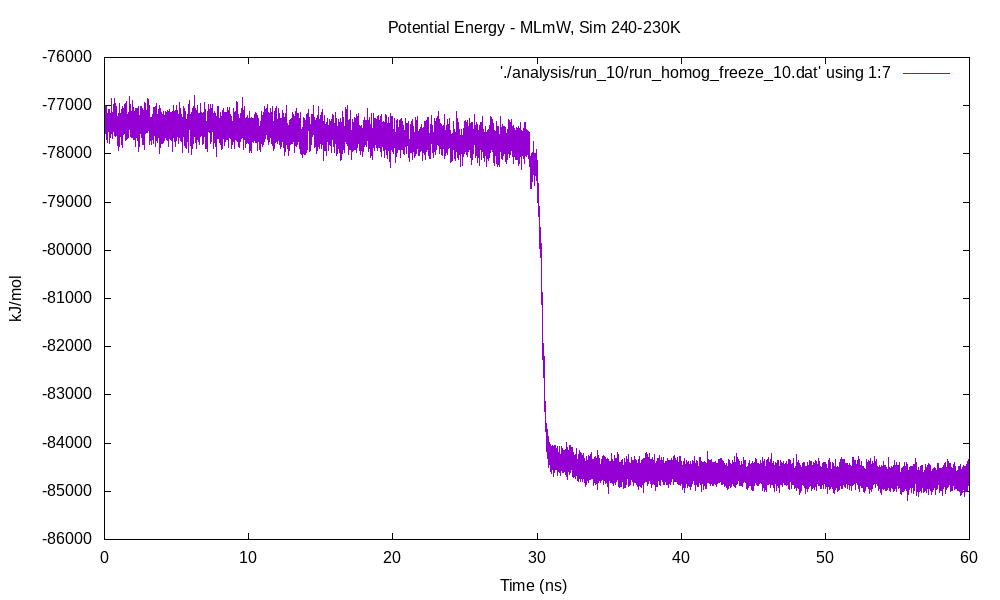 Potential Energy - MLmW, Sim 240-230K
'./analysis/run_10/run_homog_freeze_10.dat' using 1:7
-76000
-77000
-78000
-79000
-80000
-81000
-82000
-83000
-84000
-85000
-86000
kJ/mol
0 10 20 30 40 50 60
Time (ns)